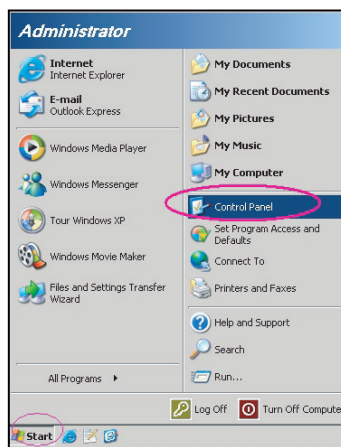 Administrator
Internet
Internet Explorer
E-mail
Outlook Express
Windows Media Player
Windows Messenger
Tour Windows XP
Windows Movie Maker
Files and Settings Transfer
Wizard
All Programs
My Documents
My Recent Documents
My Pictures
My Music
My Computer
Control Panel
Set Program Access and
Defaults
Connect To
Printers and Faxes
Help and Support
Search
Run...
Log Off
Turn Off Compute
Start